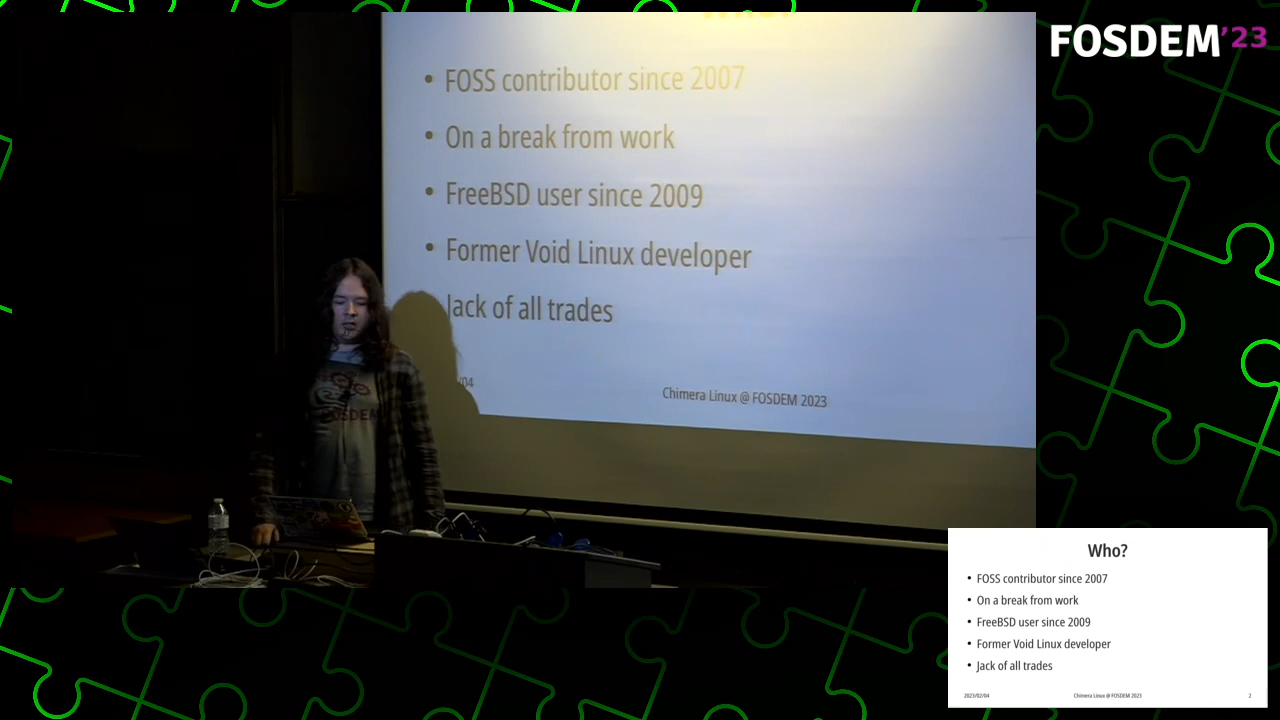 FOSDEM'23
FOSS contributor since 2007
On a break from work
FreeBSD user since 2009
Former Void Linux developer
Jack of all trades
/04
Chimera Linux @ FOSDEM 2023
FOSDEM
Who?
FOSS contributor since 2007
On a break from work
FreeBSD user since 2009
Former Void Linux developer
Jack of all trades
2023/02/04
Chimera Linux @ FOSDEM 2023
2